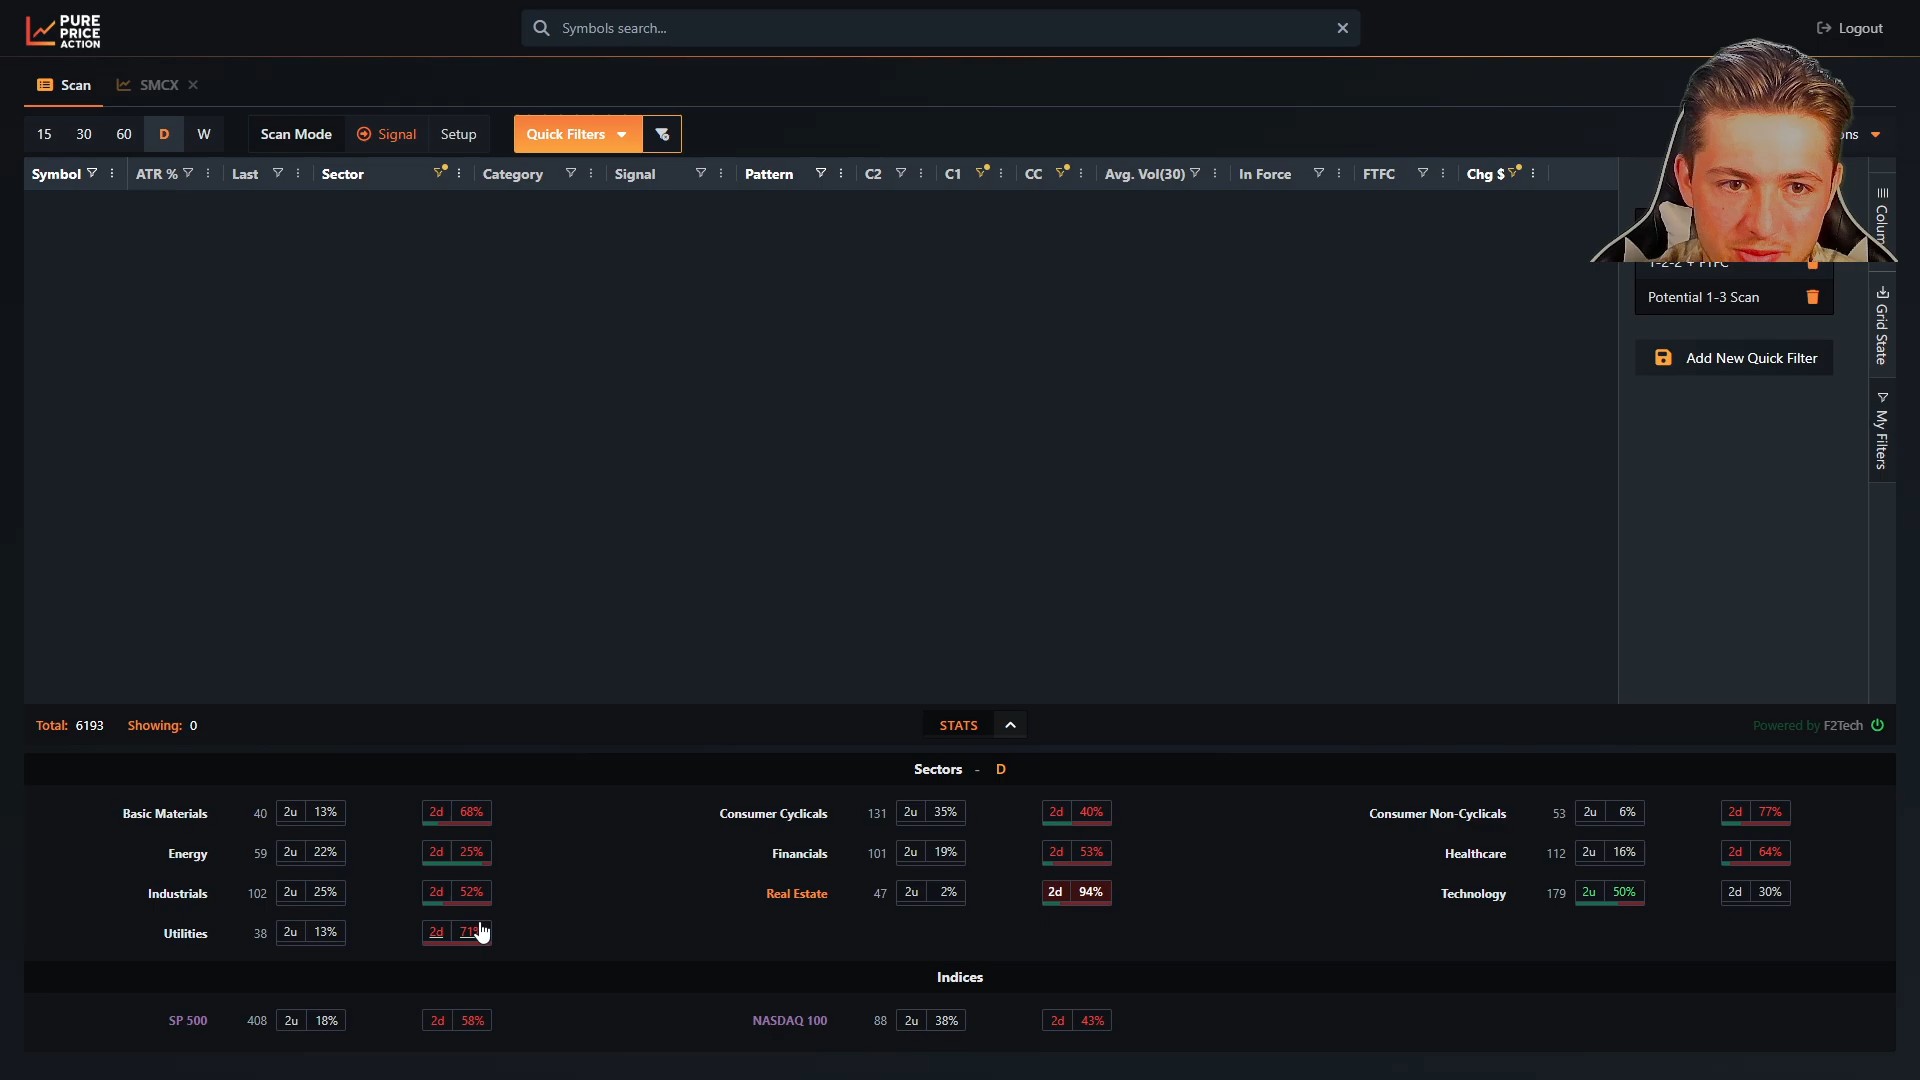 PURE
PRICE
ACTION
Symbols search...
Logout
Scan SMCX
15 30 60 D W Scan Mode Signal Setup Quick Filters
Symbol ATR % Last Sector Category Signal Pattern C2 C1 CC Avg. Vol(30) In Force FTFC Chg $
Potential 1-3 Scan
Add New Quick Filter
Grid State
My Filters
Total: 6193 Showing: 0 STATS Powered by F2Tech
Sectors - D
Basic Materials 40 2u 13% 2d 68% Consumer Cyclicals 131 2u 35% 2d 40% Consumer Non-Cyclicals 53 2u 6% 2d 77%
Energy 59 2u 22% 2d 25% Financials 101 2u 19% 2d 53% Healthcare 112 2u 16% 2d 64%
Industrials 102 2u 25% 2d 52% Real Estate 47 2u 2% 2d 94% Technology 179 2u 50% 2d 30%
Utilities 38 2u 13% 2d 71%
Indices
SP 500 408 2u 18% 2d 58% NASDAQ 100 88 2u 38% 2d 43%